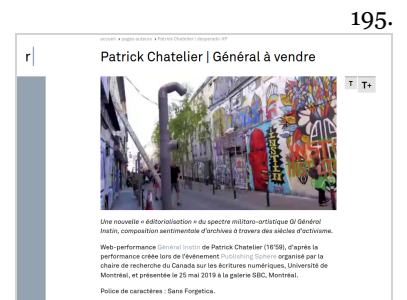 195.
accueil › pages auteurs › Patrick Chatelier | desperado RP
r|
Patrick Chatelier | Général à vendre
T T+
INSTIN
Une nouvelle « éditorialisation » du spectre militaro-artistique GI Général
Instin, composition sentimentale d'archives à travers des siècles d'activisme.
Web-performance Général Instin de Patrick Chatelier (16'59), d'après la
performance créée lors de l'événement Publishing Sphere organisé par la
chaire de recherche du Canada sur les écritures numériques, Université de
Montréal, et présentée le 25 mai 2019 à la galerie SBC, Montréal.
Police de caractères : Sans Forgetica.